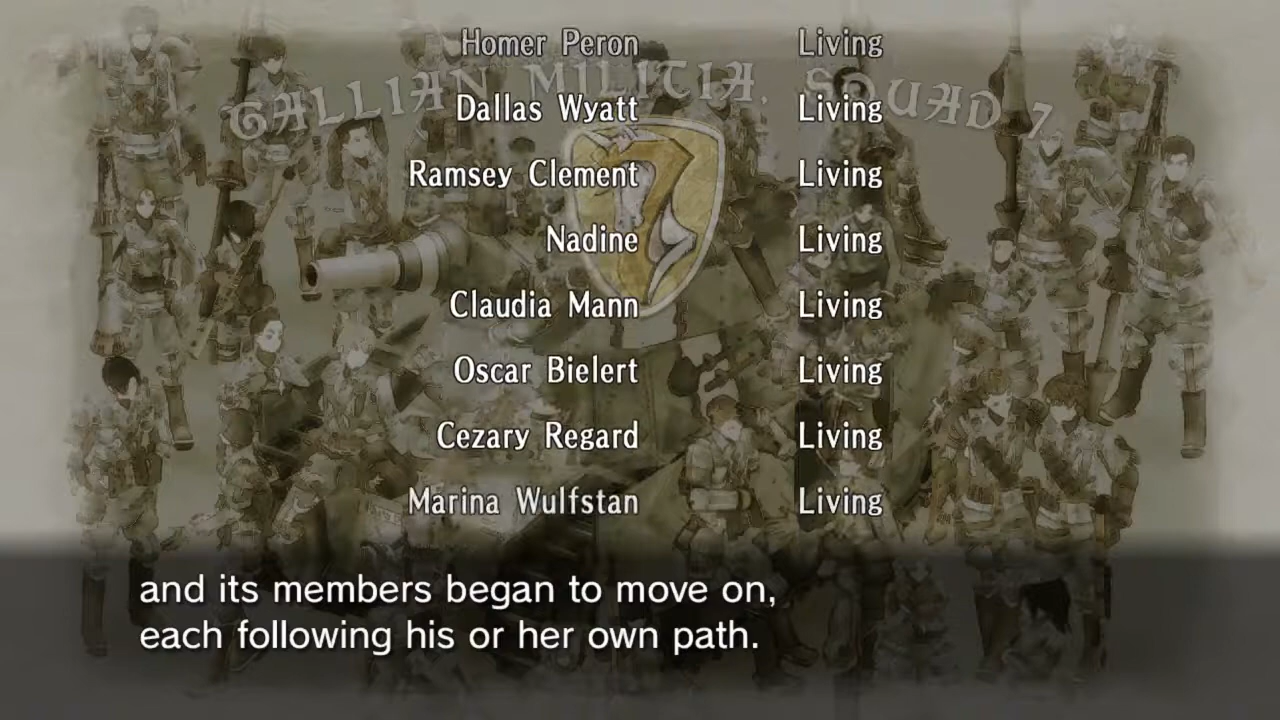 GALLIAN MILITIA. SQUAD 7
Homer Peron Living
Dallas Wyatt Living
Ramsey Clement Living
Nadine Living
Claudia Mann Living
Oscar Bielert Living
Cezary Regard Living
Marina Wulfstan Living
7
and its members began to move on,
each following his or her own path.